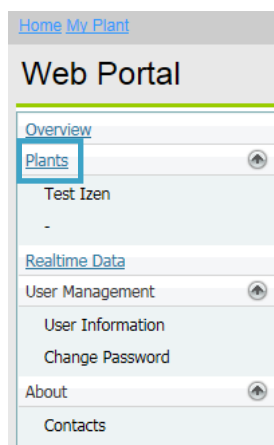 Home My Plant
Web Portal
Overview
Plants
Test Izen
-
Realtime Data
User Management
User Information
Change Password
About
Contacts